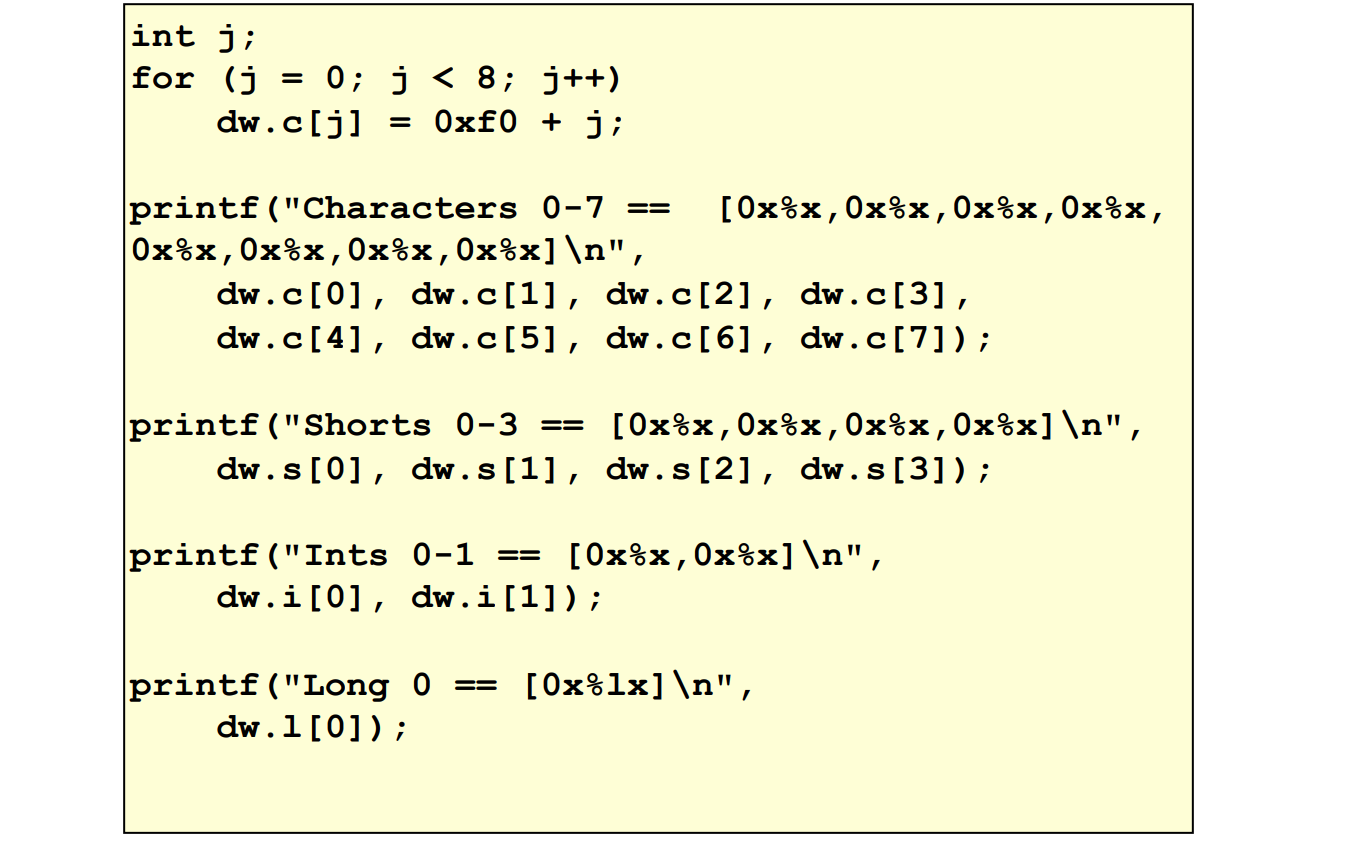 int j;
for (j = 0; j < 8; j++)
    dw.c[j] = 0xf0 + j;

printf("Characters 0-7 ==  [0x%x,0x%x,0x%x,0x%x,
0x%x,0x%x,0x%x,0x%x]\n",
    dw.c[0], dw.c[1], dw.c[2], dw.c[3],
    dw.c[4], dw.c[5], dw.c[6], dw.c[7]);

printf("Shorts 0-3 == [0x%x,0x%x,0x%x,0x%x]\n",
    dw.s[0], dw.s[1], dw.s[2], dw.s[3]);

printf("Ints 0-1 == [0x%x,0x%x]\n",
    dw.i[0], dw.i[1]);

printf("Long 0 == [0x%lx]\n",
    dw.l[0]);